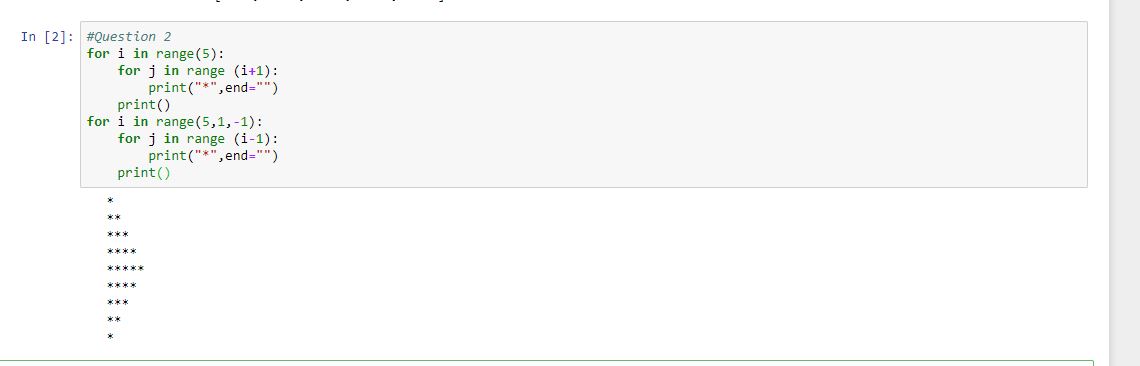 In [2]: #Question 2
for i in range(5):
    for j in range (i+1):
        print("*",end="")
    print()
for i in range(5,1,-1):
    for j in range (i-1):
        print("*",end="")
    print()
*
**
***
****
*****
****
***
**
*